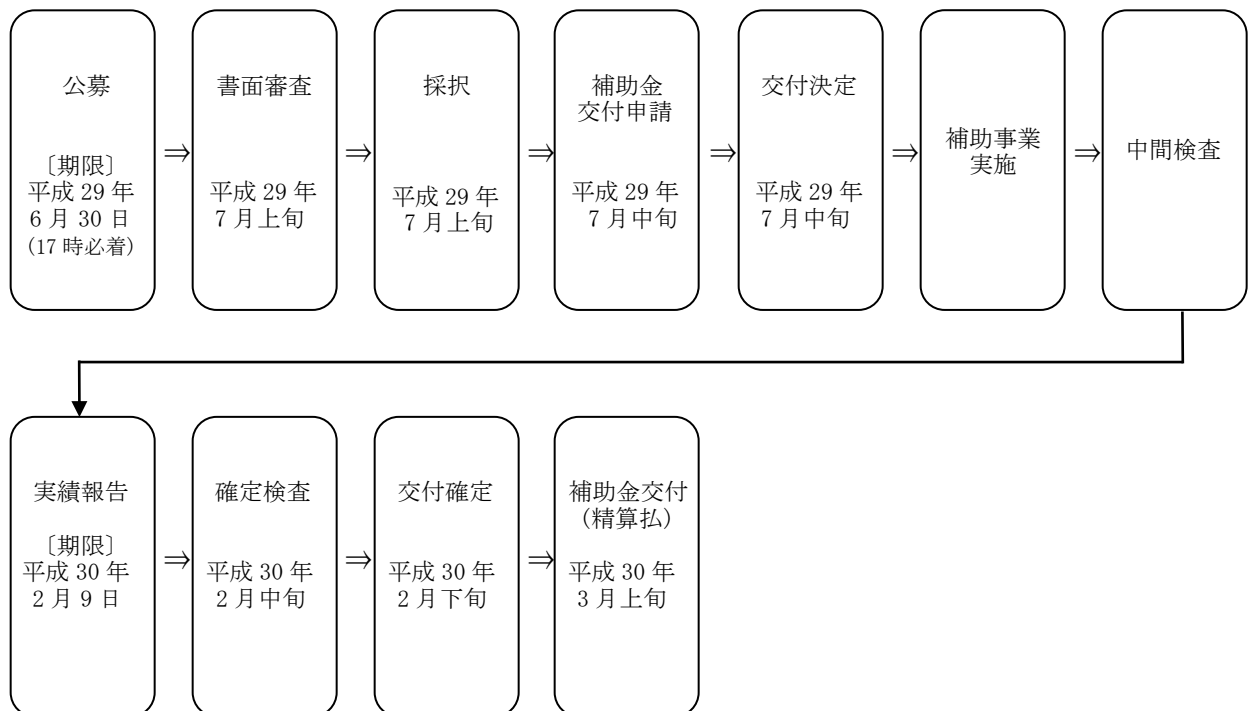 公募
〔期限〕
平成 29 年
6 月 30 日
(17 時必着)
⇒
書面審査
平成 29 年
7 月上旬
⇒
採択
平成 29 年
7 月上旬
⇒
補助金
交付申請
平成 29 年
7 月中旬
⇒
交付決定
平成 29 年
7 月中旬
⇒
補助事業
実施
⇒
中間検査
実績報告
〔期限〕
平成 30 年
2 月 9 日
⇒
確定検査
平成 30 年
2 月中旬
⇒
交付確定
平成 30 年
2 月下旬
⇒
補助金交付
(精算払)
平成 30 年
3 月上旬